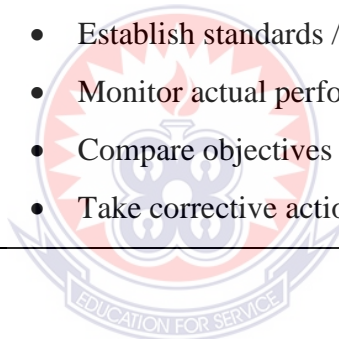 • Establish standards /
• Monitor actual perfo
• Compare objectives
• Take corrective actio
EDUCATION FOR SERVICE